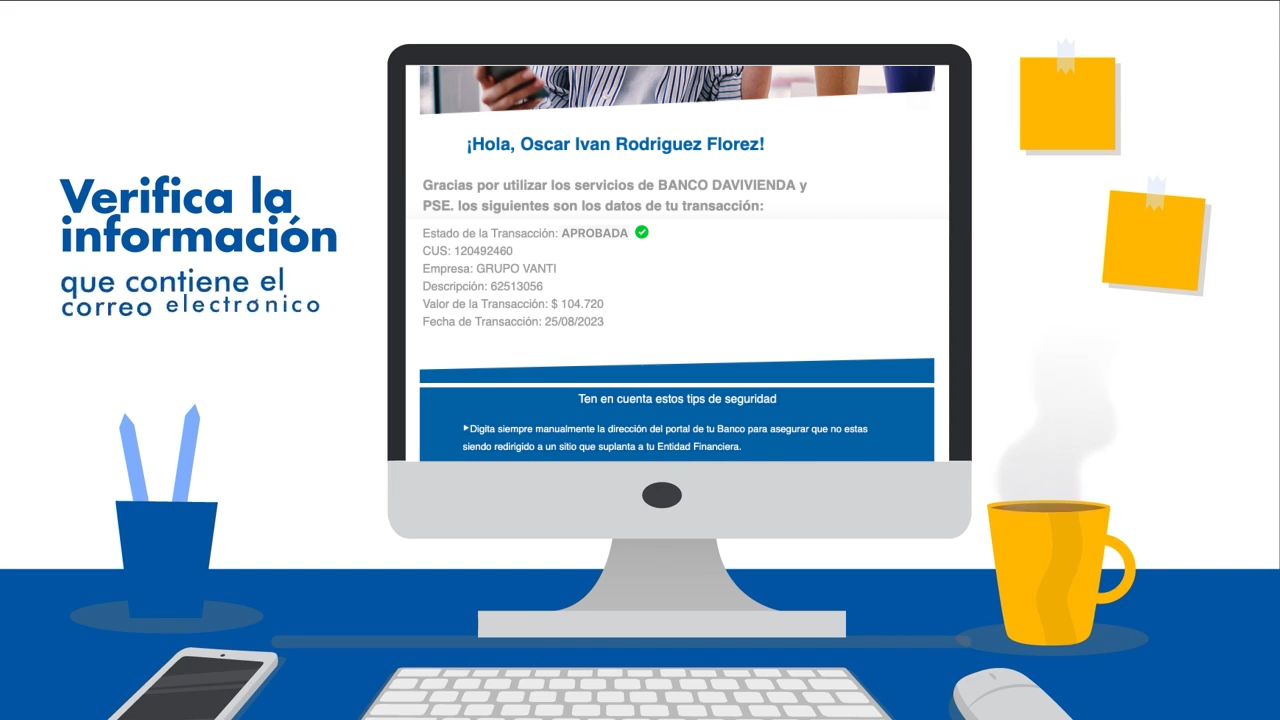 Verifica la
información
que contiene el
correo electrónico
¡Hola, Oscar Ivan Rodriguez Florez!
Gracias por utilizar los servicios de BANCO DAVIVIENDA y
PSE. los siguientes son los datos de tu transacción:
Estado de la Transacción: APROBADA
CUS: 120492460
Empresa: GRUPO VANTI
Descripción: 62513056
Valor de la Transacción: $ 104.720
Fecha de Transacción: 25/08/2023
Ten en cuenta estos tips de seguridad
Digita siempre manualmente la dirección del portal de tu Banco para asegurar que no estas
siendo redirigido a un sitio que suplanta a tu Entidad Financiera.